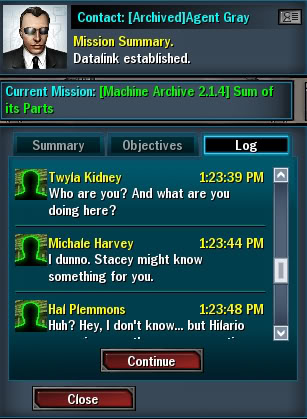 Contact: [Archived]Agent Gray
Mission Summary.
Datalink established.
Current Mission: [Machine Archive 2.1.4] Sum of
its Parts
Summary
Objectives
Log
Twyla Kidney 1:23:39 PM
Who are you? And what are you
doing here?
Michale Harvey 1:23:44 PM
I dunno. Stacey might know
something for you.
Hal Plemmons 1:23:48 PM
Huh? Hey, I don't know... but Hilario
Continue
Close